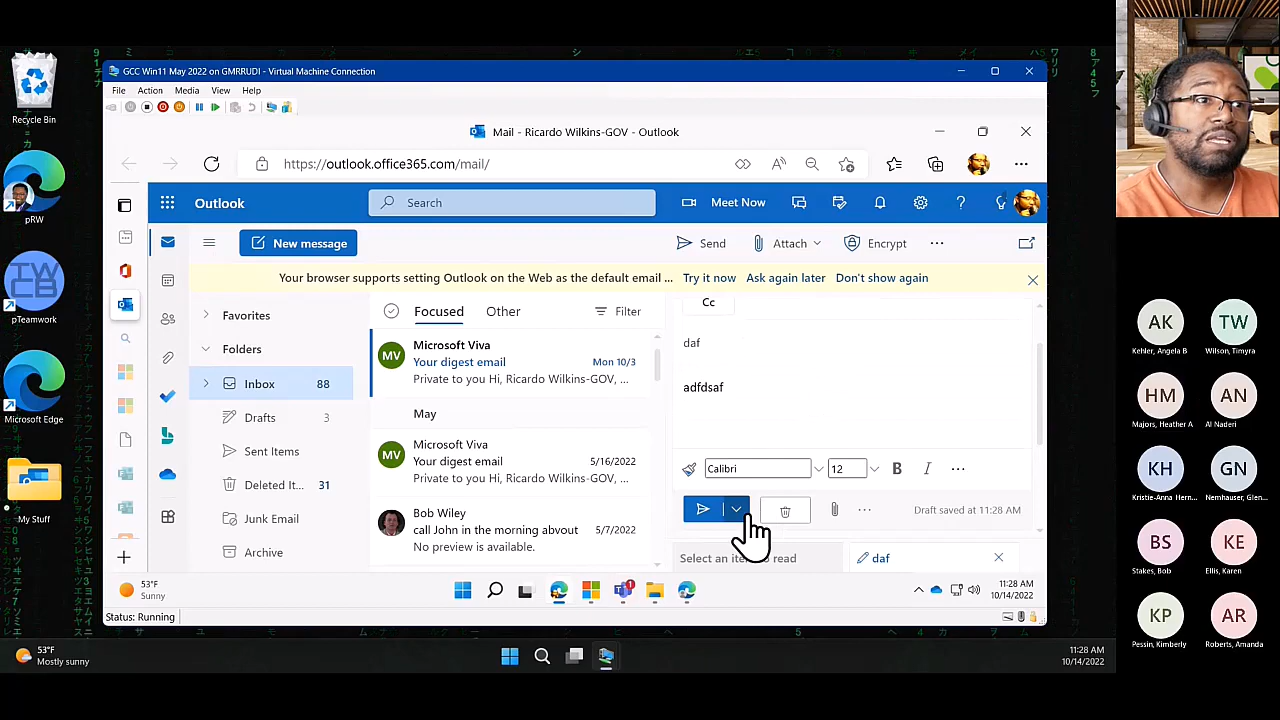 Recycle Bin
pRW
TWCB
pTeamwork
Microsoft Edge
My Stuff
GCC Win11 May 2022 on GMRRUDI - Virtual Machine Connection
File Action Media View Help
Mail - Ricardo Wilkins-GOV - Outlook
https://outlook.office365.com/mail/
Outlook
Search
Meet Now
New message
Send
Attach
Encrypt
Your browser supports setting Outlook on the Web as the default email ... Try it now Ask again later Don't show again
Favorites
Folders
Inbox 88
Drafts 3
Sent Items
Deleted It... 31
Junk Email
Archive
Focused
Other
Filter
MV
Microsoft Viva
Your digest email Mon 10/3
Private to you Hi, Ricardo Wilkins-GOV, ...
May
MV
Microsoft Viva
Your digest email 5/16/2022
Private to you Hi, Ricardo Wilkins-GOV, ...
Bob Wiley
call John in the morning abvout 5/7/2022
No preview is available.
Cc
daf
adfdsaf
Calibri 12 B I
Draft saved at 11:28 AM
daf
53°F
Sunny
1
11:28 AM
10/14/2022
Status: Running
53°F
Mostly sunny
11:28 AM
10/14/2022
AK TW
Kehler, Angela B Wilson, Timyra
HM AN
Majors, Heather A Al Naderi
KH GN
Kristie-Anna Hern... Nemhauser, Glen...
BS KE
Stakes, Bob Ellis, Karen
KP AR
Pessin, Kimberly Roberts, Amanda